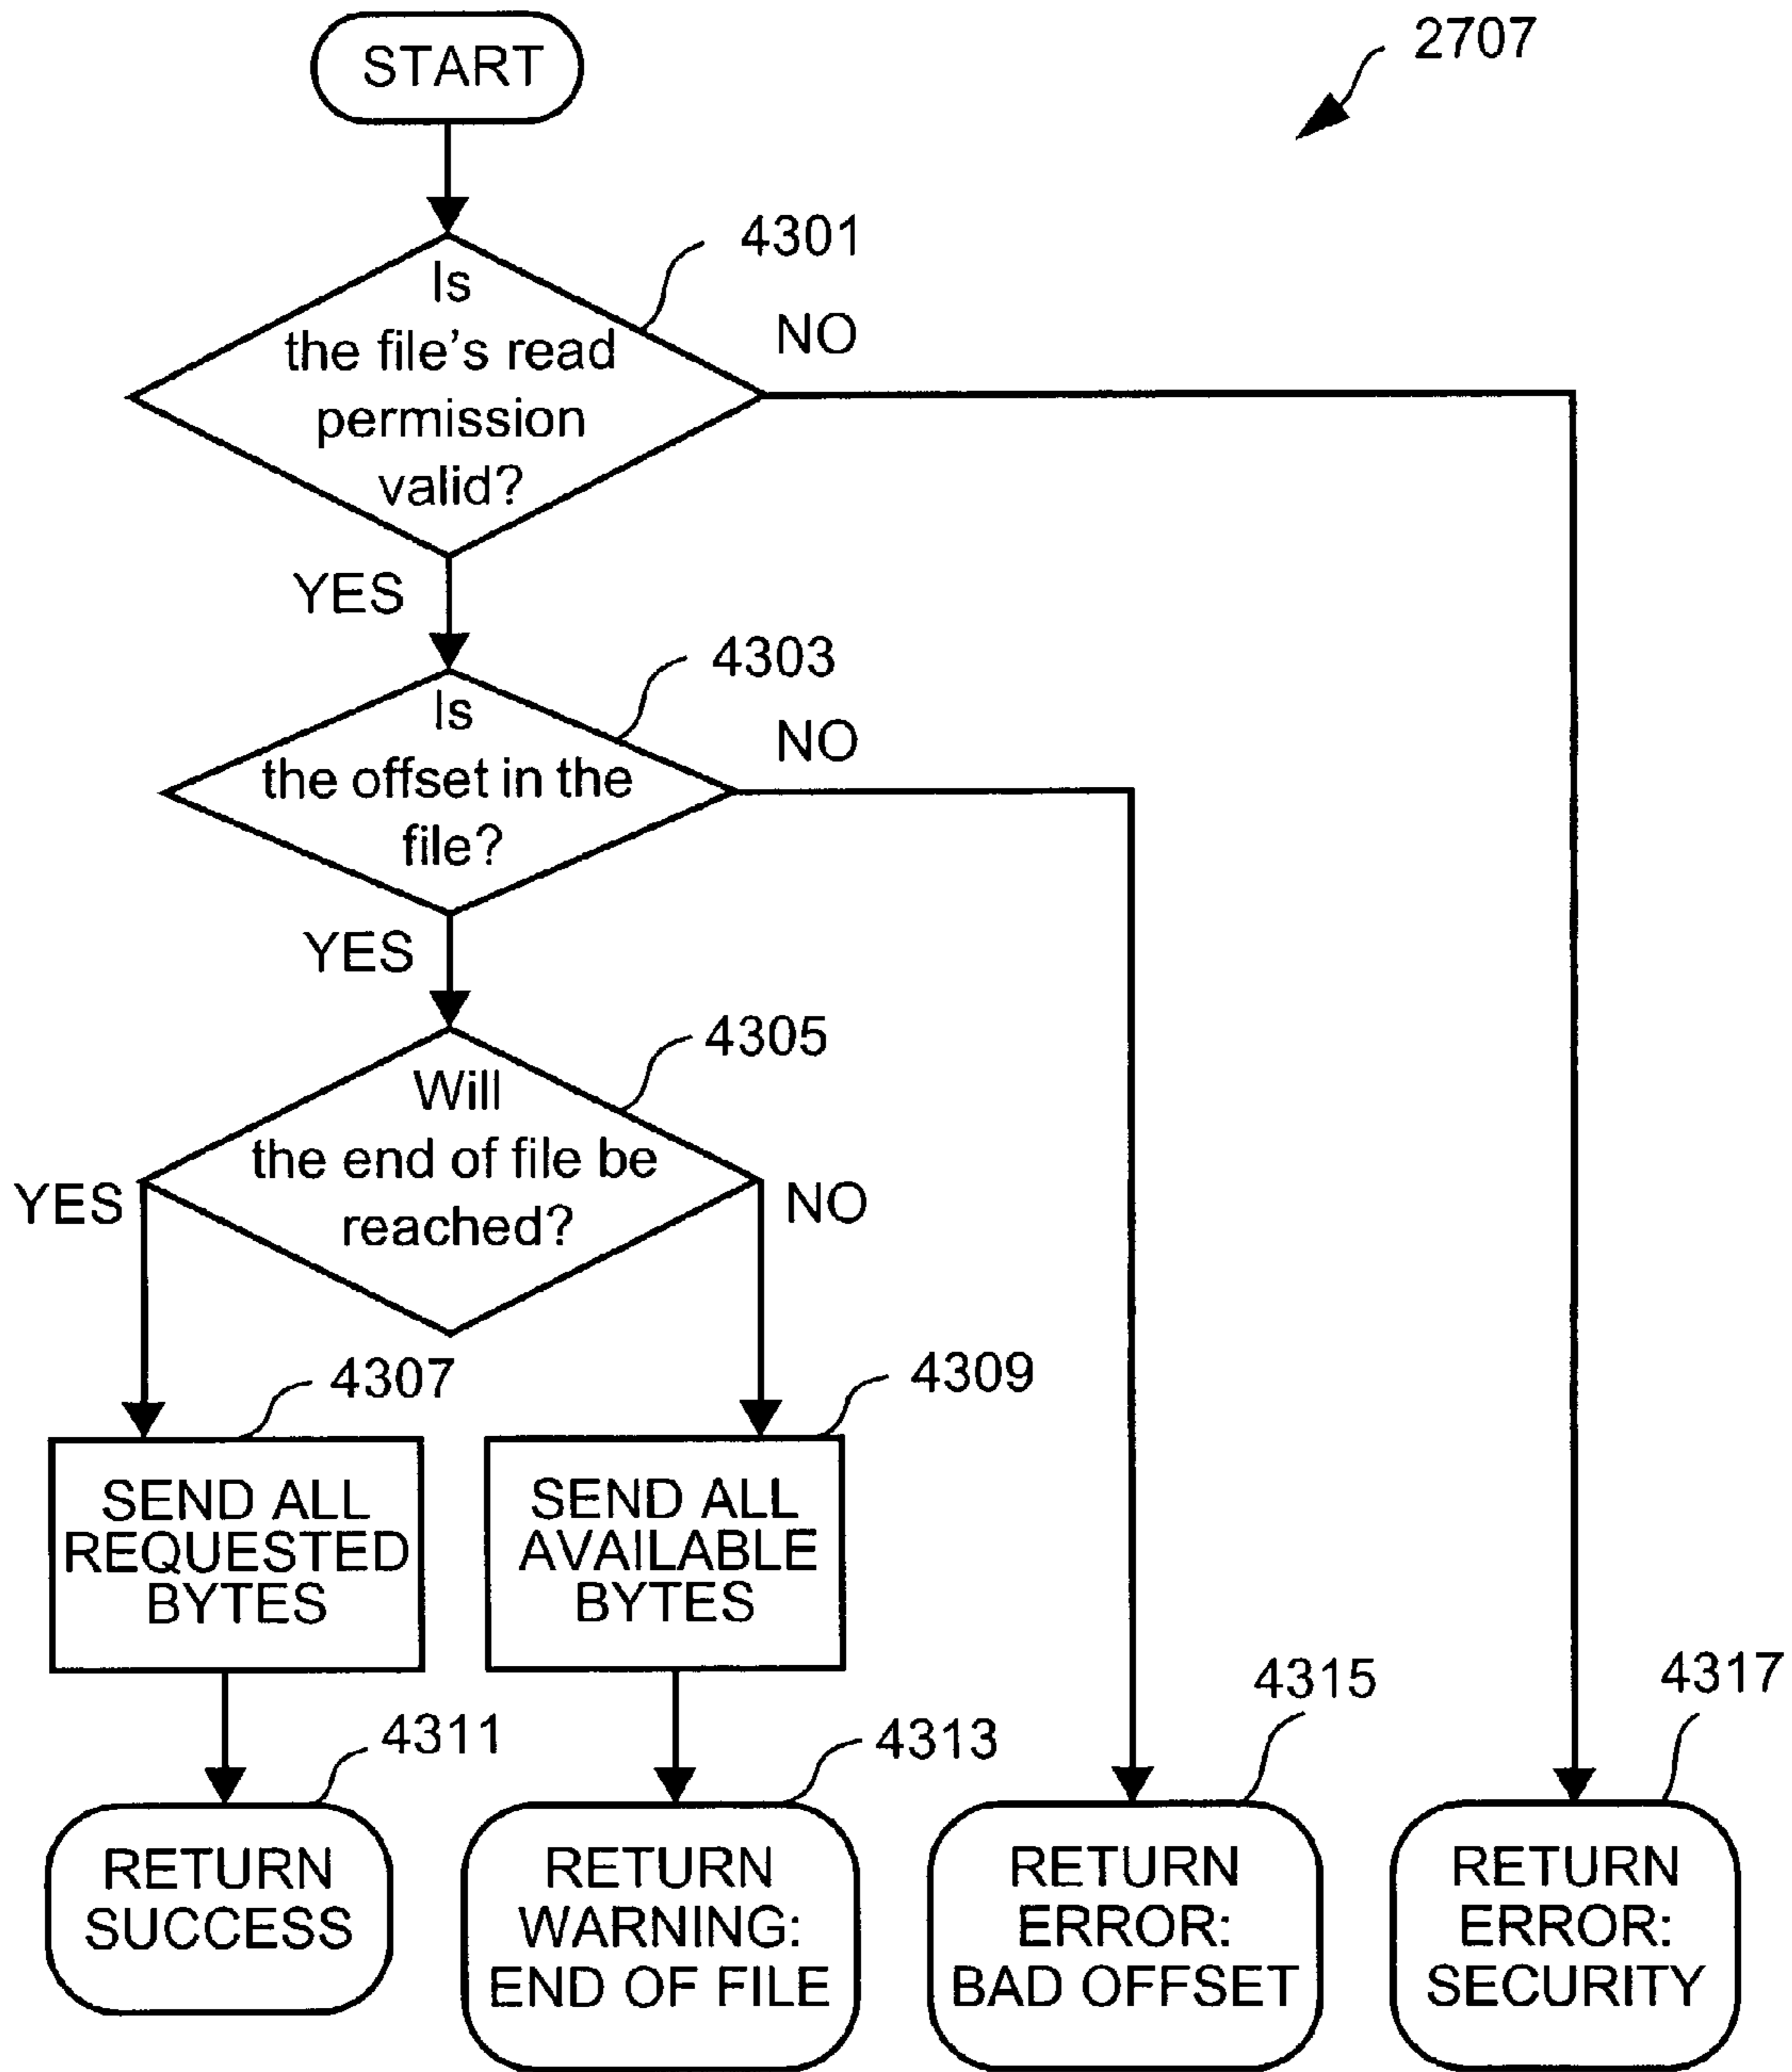 START
2707
4301
Is
the file's read
permission
valid?
NO
YES
4303
Is
the offset in the
file?
NO
YES
4305
Will
the end of file be
reached?
YES
NO
4307
SEND ALL
REQUESTED
BYTES
4309
SEND ALL
AVAILABLE
BYTES
4311
RETURN
SUCCESS
4313
RETURN
WARNING:
END OF FILE
4315
RETURN
ERROR:
BAD OFFSET
4317
RETURN
ERROR:
SECURITY